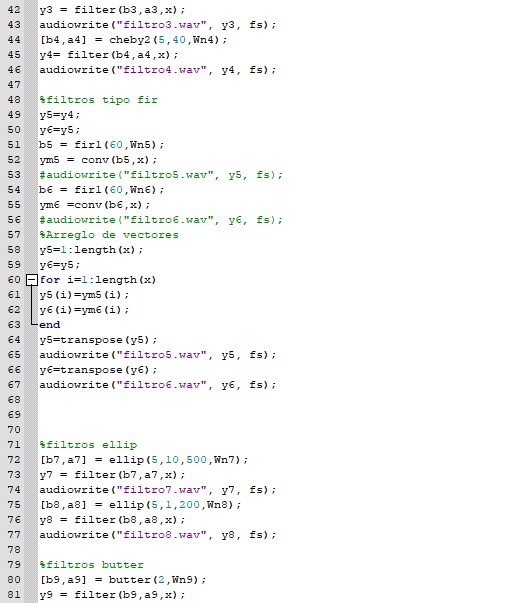 42 y3 = filter(b3,a3,x);
43 audiowrite("filtro3.wav", y3, fs);
44 [b4,a4] = cheby2(5,40,Wn4);
45 y4= filter(b4,a4,x);
46 audiowrite("filtro4.wav", y4, fs);
47
48 %filtros tipo fir
49 y5=y4;
50 y6=y5;
51 b5 = fir1(60,Wn5);
52 ym5 = conv(b5,x);
53 #audiowrite("filtro5.wav", y5, fs);
54 b6 = fir1(60,Wn6);
55 ym6 =conv(b6,x);
56 #audiowrite("filtro6.wav", y6, fs);
57 %Arreglo de vectores
58 y5=1:length(x);
59 y6=y5;
60 for i=1:length(x)
61 y5(i)=ym5(i);
62 y6(i)=ym6(i);
63 end
64 y5=transpose(y5);
65 audiowrite("filtro5.wav", y5, fs);
66 y6=transpose(y6);
67 audiowrite("filtro6.wav", y6, fs);
68
69
70
71 %filtros ellip
72 [b7,a7] = ellip(5,10,500,Wn7);
73 y7 = filter(b7,a7,x);
74 audiowrite("filtro7.wav", y7, fs);
75 [b8,a8] = ellip(5,1,200,Wn8);
76 y8 = filter(b8,a8,x);
77 audiowrite("filtro8.wav", y8, fs);
78
79 %filtros butter
80 [b9,a9] = butter(2,Wn9);
81 y9 = filter(b9,a9,x);